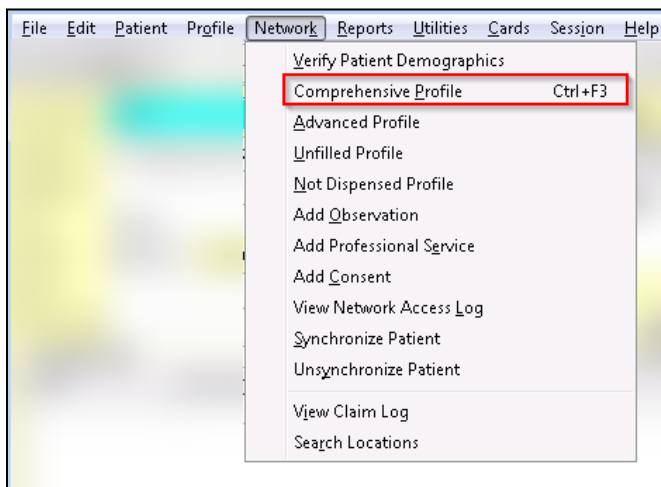 File Edit Patient Profile Network Reports Utilities Cards Session Help
Verify Patient Demographics
Comprehensive Profile Ctrl+F3
Advanced Profile
Unfilled Profile
Not Dispensed Profile
Add Observation
Add Professional Service
Add Consent
View Network Access Log
Synchronize Patient
Unsynchronize Patient
View Claim Log
Search Locations